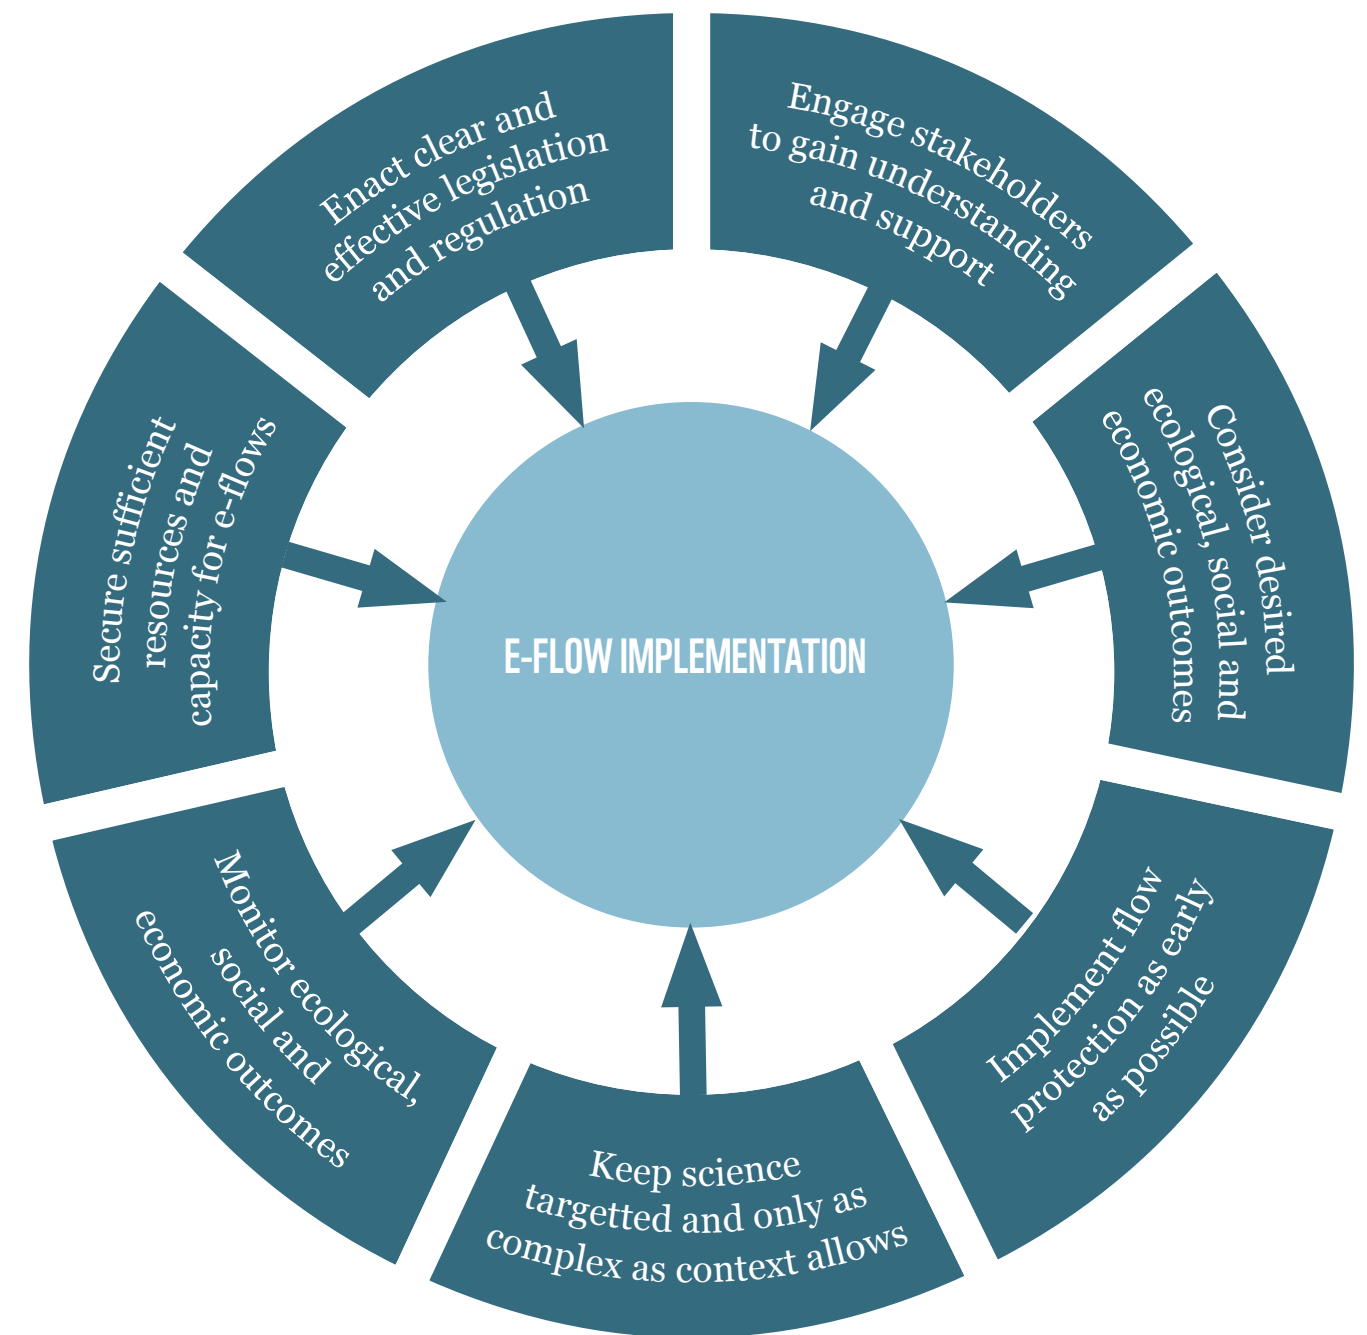 Enact clear and
effective legislation
and regulation
Engage stakeholders
to gain understanding
and support
Consider desired
ecological, social and
economic outcomes
Implement flow
protection as early
as possible
Keep science
targetted and only as
complex as context allows
Monitor ecological,
social and
economic outcomes
Secure sufficient
resources and
capacity for e-flows
E-FLOW IMPLEMENTATION